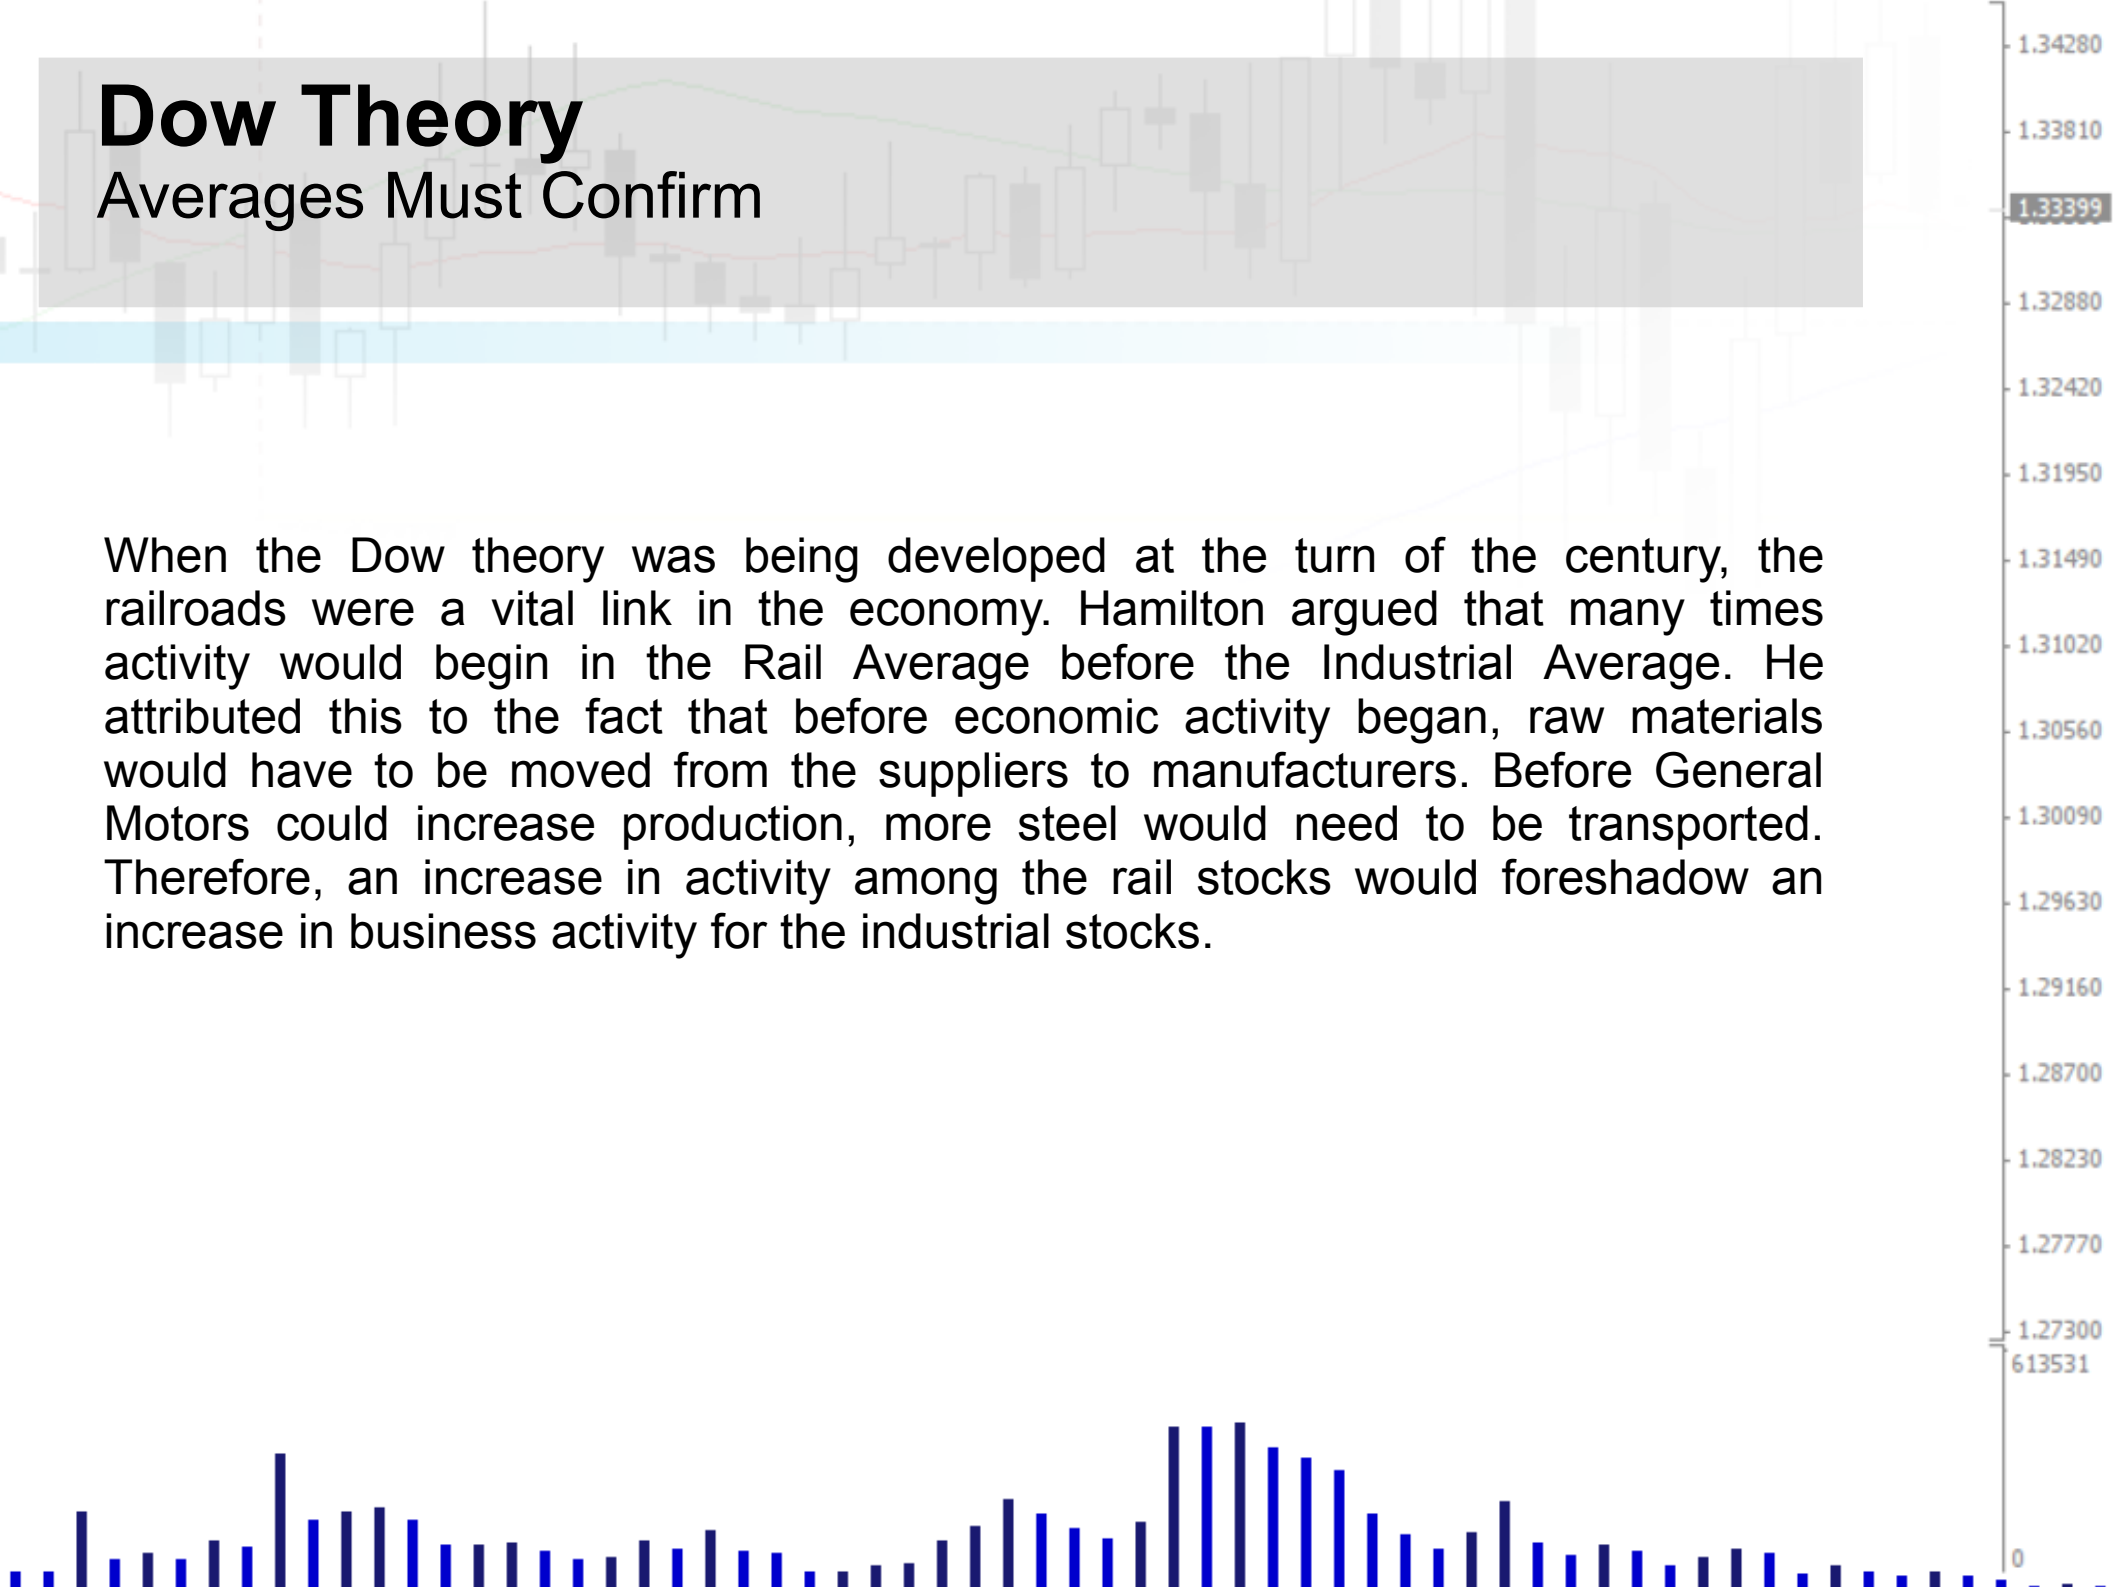 Dow Theory
Averages Must Confirm
When the Dow theory was being developed at the turn of the century, the
railroads were a vital link in the economy. Hamilton argued that many times
activity would begin in the Rail Average before the Industrial Average. He
attributed this to the fact that before economic activity began, raw materials
would have to be moved from the suppliers to manufacturers. Before General
Motors could increase production, more steel would need to be transported.
Therefore, an increase in activity among the rail stocks would foreshadow an
increase in business activity for the industrial stocks.
1.34280
1.33810
1.33399
1.32880
1.32420
1.31950
1.31490
1.31020
1.30560
1.30090
1.29630
1.29160
1.28700
1.28230
1.27770
1.27300
613531
0